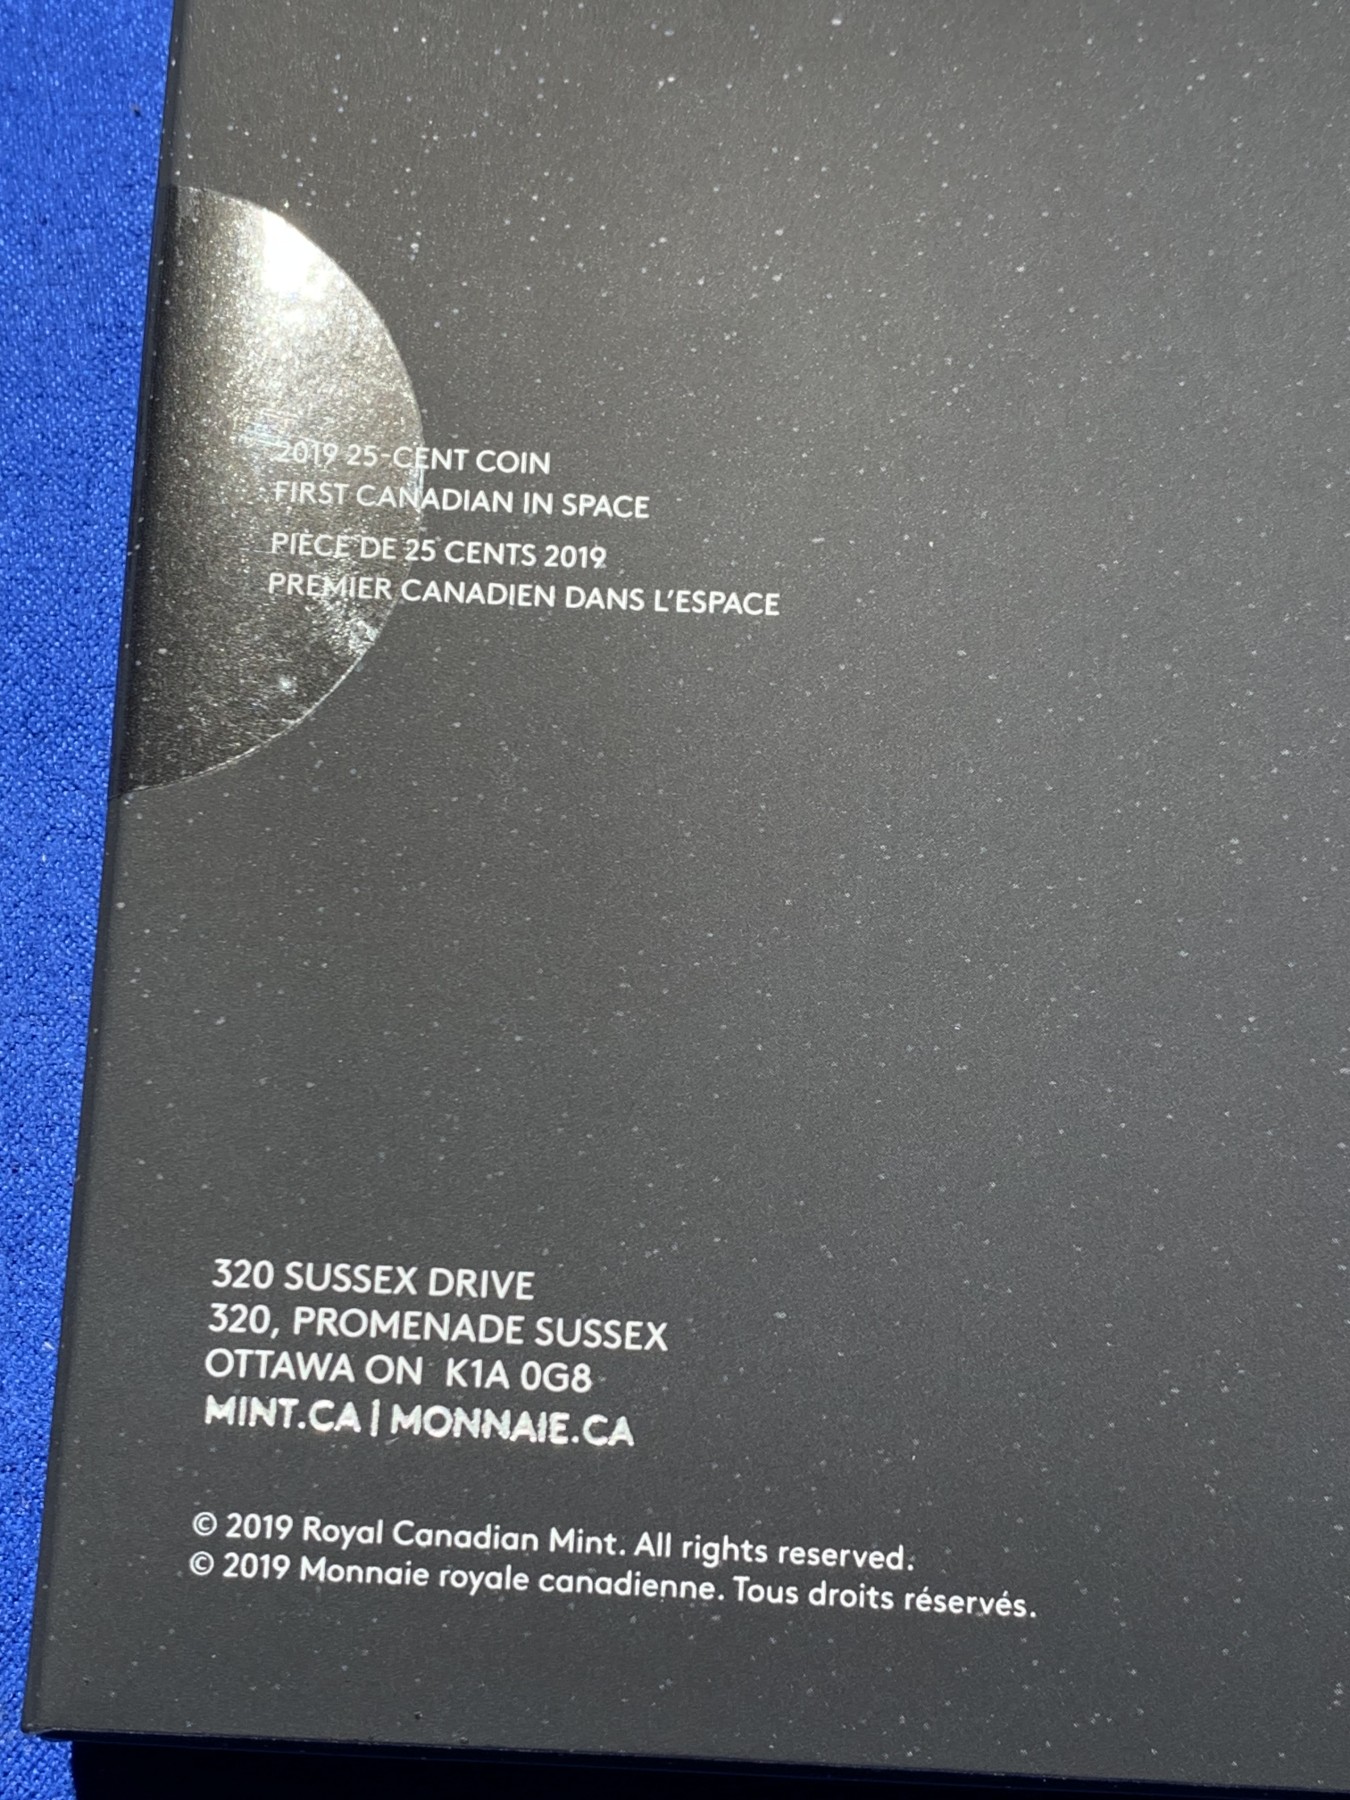 2019 25-CENT COIN
FIRST CANADIAN IN SPACE
PIÈCE DE 25 CENTS 2019
PREMIER CANADIEN DANS L'ESPACE
320 SUSSEX DRIVE
320, PROMENADE SUSSEX
OTTAWA ON K1A 0G8
MINT.CA | MONNAIE.CA
© 2019 Royal Canadian Mint. All rights reserved.
© 2019 Monnaie royale canadienne. Tous droits réservés.